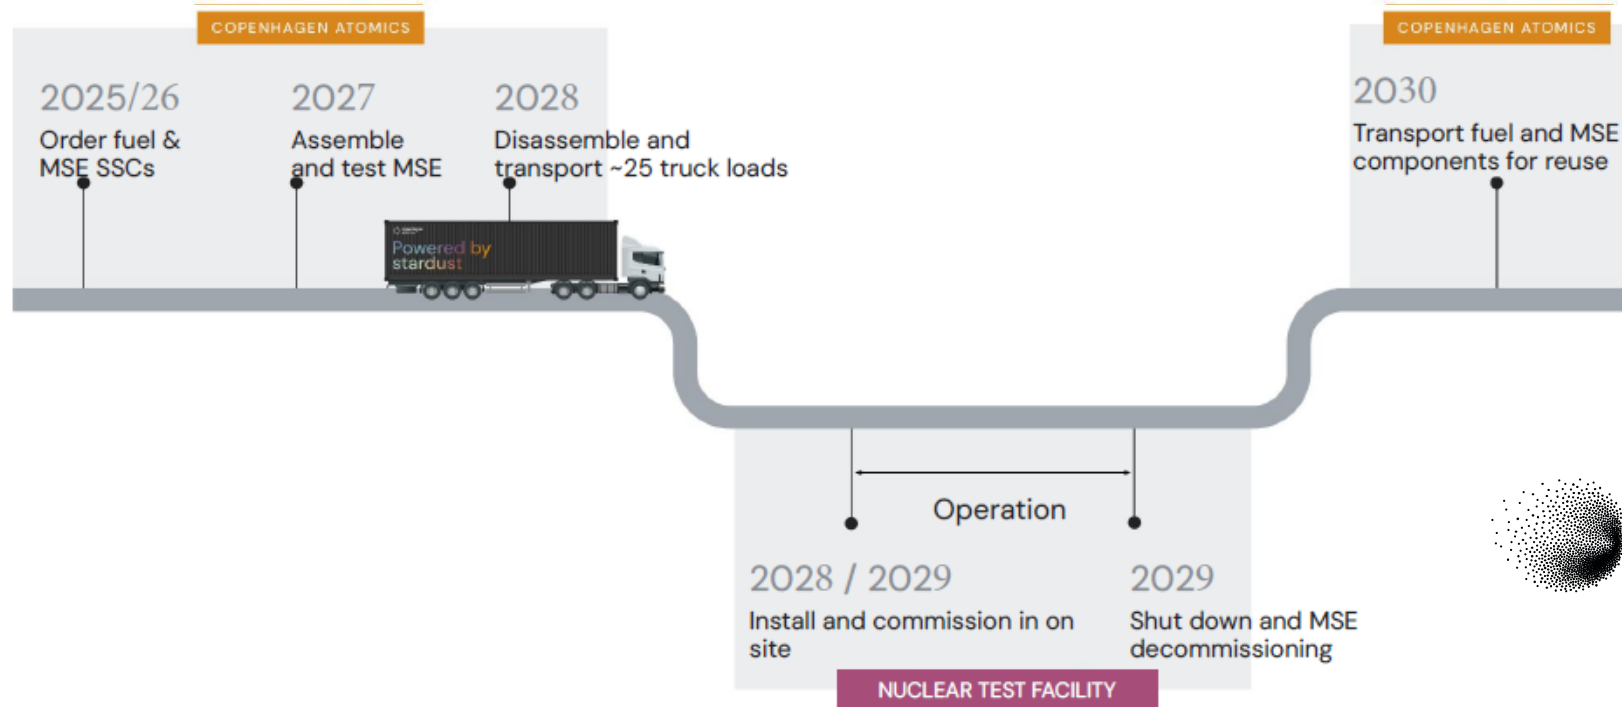 COPENHAGEN ATOMICS
2025/26
Order fuel &
MSE SSCs
2027
Assemble
and test MSE
2028
Disassemble and
transport ~25 truck loads
Powered by
stardust
COPENHAGEN ATOMICS
2030
Transport fuel and MSE
components for reuse
Operation
2028 / 2029
Install and commission in on
site
2029
Shut down and MSE
decommissioning
NUCLEAR TEST FACILITY